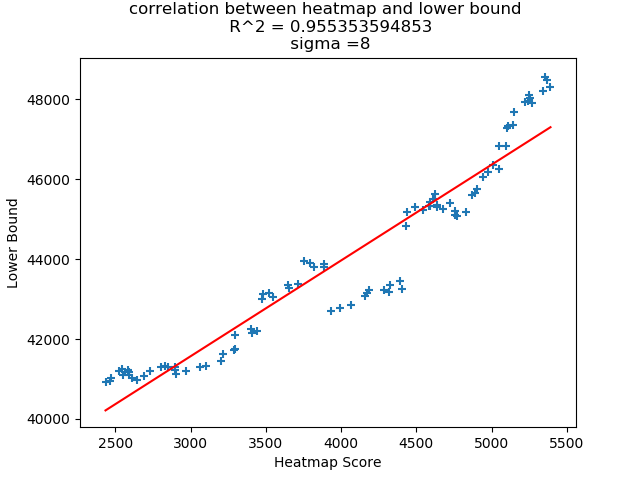 correlation between heatmap and lower bound
R^2 = 0.955353594853
sigma =8
48000
46000
44000
42000
40000
Lower Bound
2500 3000 3500 4000 4500 5000 5500
Heatmap Score